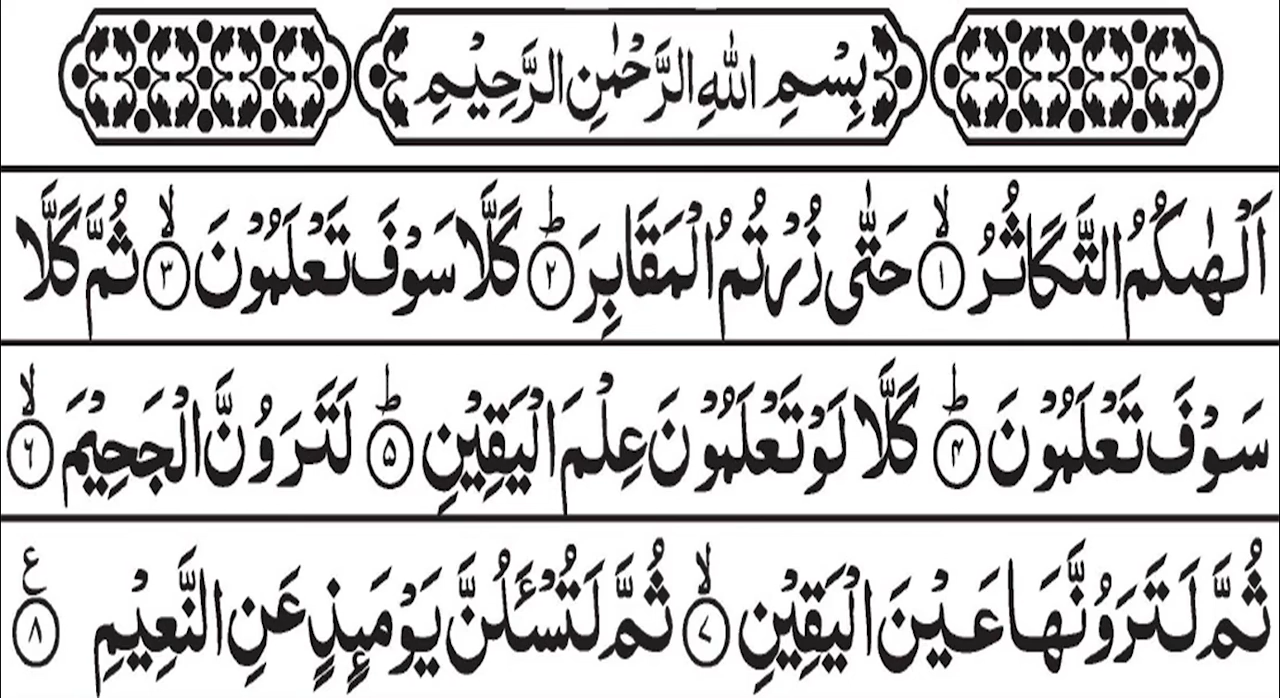 بِسْمِ اللّٰهِ الرَّحْمٰنِ الرَّحِيْمِ
اَلْهٰىكُمُ التَّكَاثُرُ ۙ‏﴿۱﴾ حَتّٰى زُرْتُمُ الْمَقَابِرَ ؕ‏﴿۲﴾ كَلَّا سَوْفَ تَعْلَمُوْنَ ۙ‏﴿۳﴾ ثُمَّ كَلَّا
سَوْفَ تَعْلَمُوْنَ ؕ‏﴿۴﴾ كَلَّا لَوْ تَعْلَمُوْنَ عِلْمَ الْيَقِيْنِ ؕ‏﴿۵﴾ لَتَرَوُنَّ الْجَحِيْمَ ۙ‏﴿۶﴾
ثُمَّ لَتَرَوُنَّهَا عَيْنَ الْيَقِيْنِ ۙ‏﴿۷﴾ ثُمَّ لَتُسْـَٔلُنَّ يَوْمَئِذٍ عَنِ النَّعِيْمِ ‏﴿۸﴾ ع